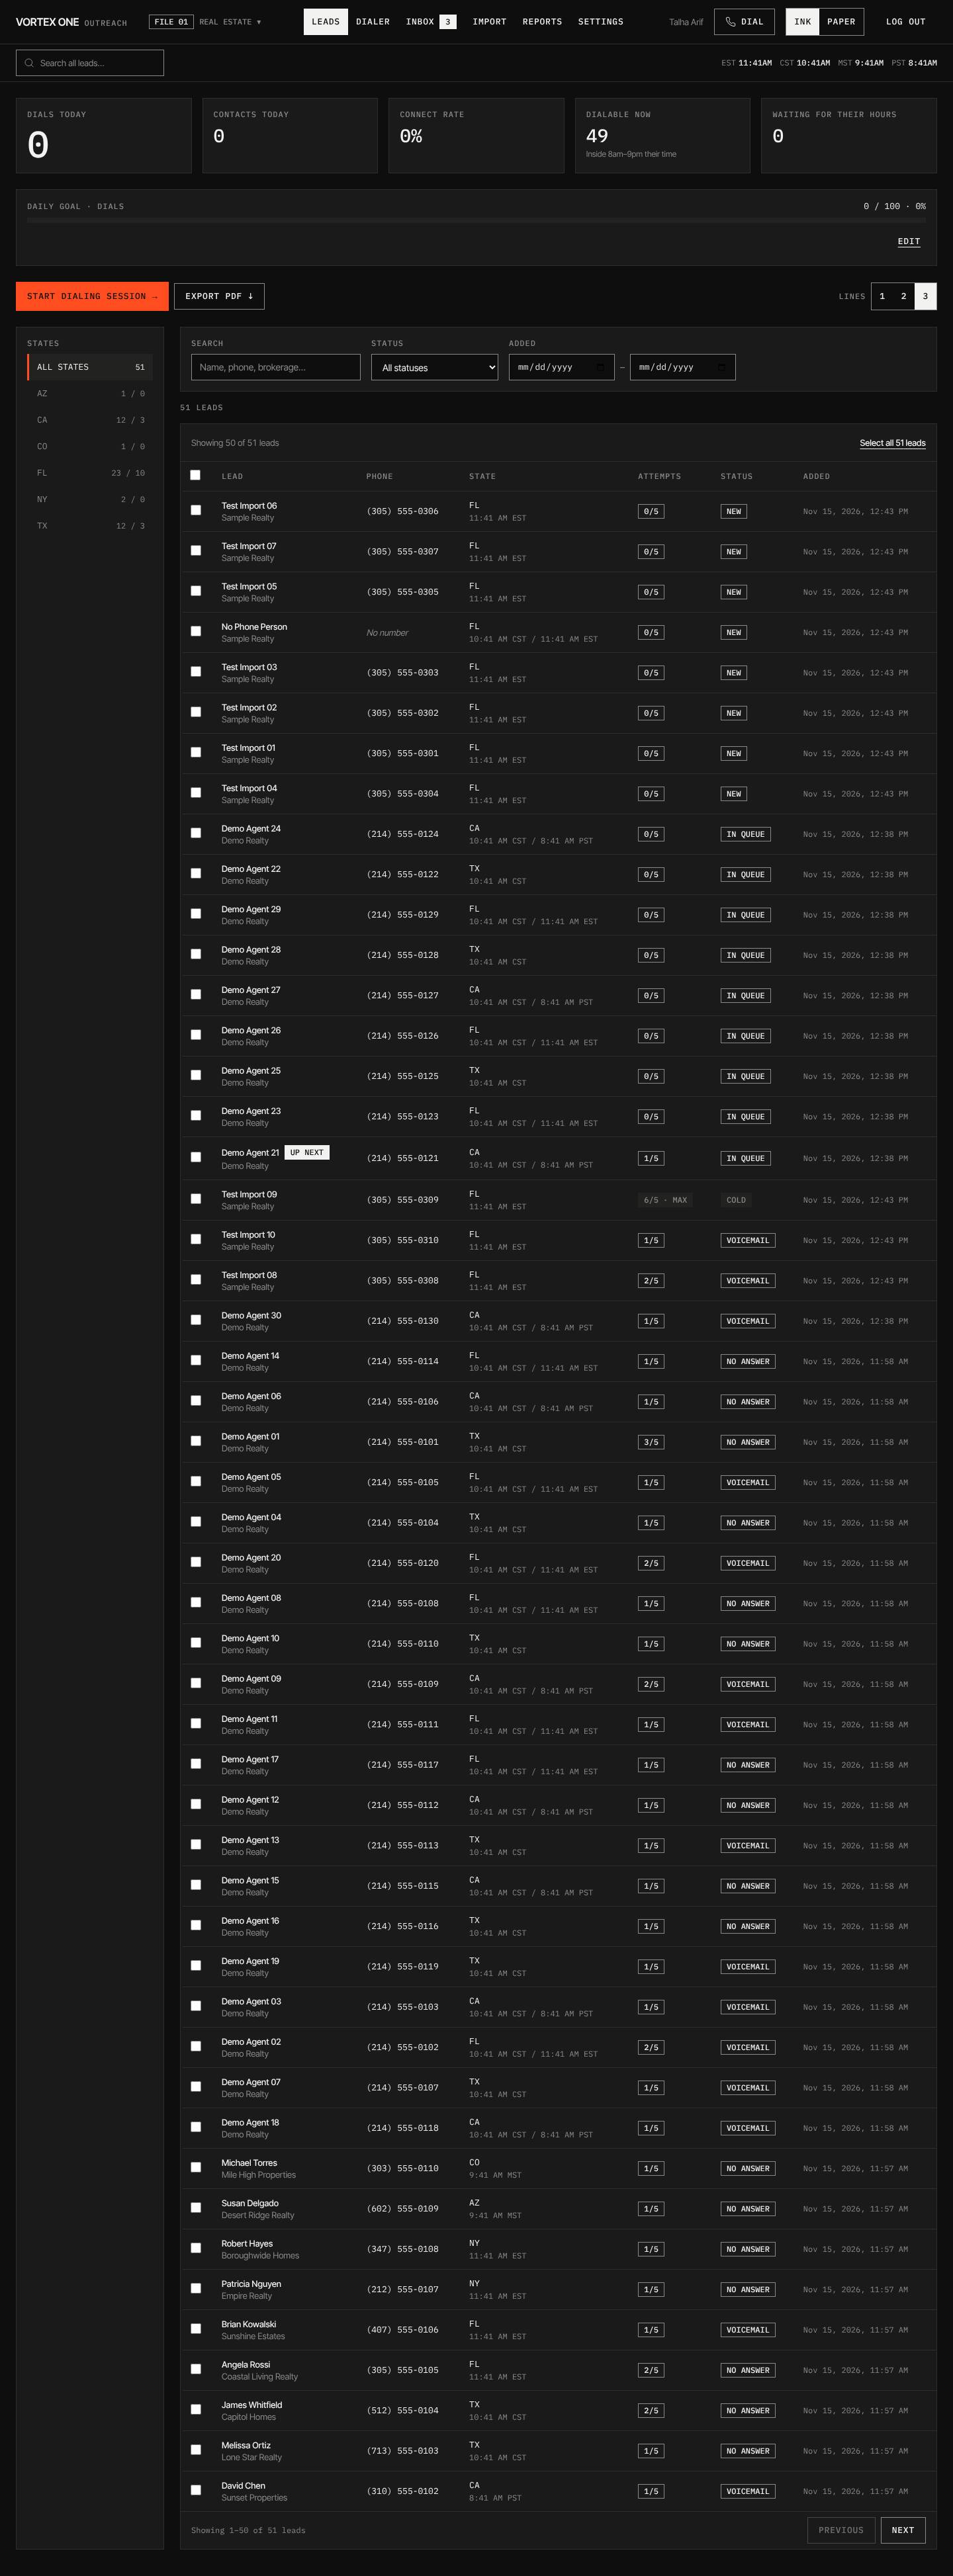 VORTEX ONE OUTREACH FILE 01 REAL ESTATE ▾ LEADS DIALER INBOX 3 IMPORT REPORTS SETTINGS Talha Arif DIAL INK PAPER LOG OUT
Search all leads... EST 11:41AM CST 10:41AM MST 9:41AM PST 8:41AM
DIALS TODAY CONTACTS TODAY CONNECT RATE DIALABLE NOW WAITING FOR THEIR HOURS
0 0 0% 49 0
Inside 8am–9pm their time
DAILY GOAL · DIALS 0 / 100 · 0%
EDIT
START DIALING SESSION → EXPORT PDF ↓ LINES 1 2 3
STATES
ALL STATES 51
AZ 1 / 0
CA 12 / 3
CO 1 / 0
FL 23 / 10
NY 2 / 0
TX 12 / 3
SEARCH STATUS ADDED
Name, phone, brokerage... All statuses mm/dd/yyyy – mm/dd/yyyy
51 LEADS
Showing 50 of 51 leads Select all 51 leads
LEAD PHONE STATE ATTEMPTS STATUS ADDED
Test Import 06 (305) 555-0306 FL 0/5 NEW Nov 15, 2026, 12:43 PM
Sample Realty 11:41 AM EST
Test Import 07 (305) 555-0307 FL 0/5 NEW Nov 15, 2026, 12:43 PM
Sample Realty 11:41 AM EST
Test Import 05 (305) 555-0305 FL 0/5 NEW Nov 15, 2026, 12:43 PM
Sample Realty 11:41 AM EST
No Phone Person No number FL 0/5 NEW Nov 15, 2026, 12:43 PM
Sample Realty 10:41 AM CST / 11:41 AM EST
Test Import 03 (305) 555-0303 FL 0/5 NEW Nov 15, 2026, 12:43 PM
Sample Realty 11:41 AM EST
Test Import 02 (305) 555-0302 FL 0/5 NEW Nov 15, 2026, 12:43 PM
Sample Realty 11:41 AM EST
Test Import 01 (305) 555-0301 FL 0/5 NEW Nov 15, 2026, 12:43 PM
Sample Realty 11:41 AM EST
Test Import 04 (305) 555-0304 FL 0/5 NEW Nov 15, 2026, 12:43 PM
Sample Realty 11:41 AM EST
Demo Agent 24 (214) 555-0124 CA 0/5 IN QUEUE Nov 15, 2026, 12:38 PM
Demo Realty 10:41 AM CST / 8:41 AM PST
Demo Agent 22 (214) 555-0122 TX 0/5 IN QUEUE Nov 15, 2026, 12:38 PM
Demo Realty 10:41 AM CST
Demo Agent 29 (214) 555-0129 FL 0/5 IN QUEUE Nov 15, 2026, 12:38 PM
Demo Realty 10:41 AM CST / 11:41 AM EST
Demo Agent 28 (214) 555-0128 TX 0/5 IN QUEUE Nov 15, 2026, 12:38 PM
Demo Realty 10:41 AM CST
Demo Agent 27 (214) 555-0127 CA 0/5 IN QUEUE Nov 15, 2026, 12:38 PM
Demo Realty 10:41 AM CST / 8:41 AM PST
Demo Agent 26 (214) 555-0126 FL 0/5 IN QUEUE Nov 15, 2026, 12:38 PM
Demo Realty 10:41 AM CST / 11:41 AM EST
Demo Agent 25 (214) 555-0125 TX 0/5 IN QUEUE Nov 15, 2026, 12:38 PM
Demo Realty 10:41 AM CST
Demo Agent 23 (214) 555-0123 FL 0/5 IN QUEUE Nov 15, 2026, 12:38 PM
Demo Realty 10:41 AM CST / 11:41 AM EST
Demo Agent 21 UP NEXT (214) 555-0121 CA 1/5 IN QUEUE Nov 15, 2026, 12:38 PM
Demo Realty 10:41 AM CST / 8:41 AM PST
Test Import 09 (305) 555-0309 FL 6/5 · MAX COLD Nov 15, 2026, 12:43 PM
Sample Realty 11:41 AM EST
Test Import 10 (305) 555-0310 FL 1/5 VOICEMAIL Nov 15, 2026, 12:43 PM
Sample Realty 11:41 AM EST
Test Import 08 (305) 555-0308 FL 2/5 VOICEMAIL Nov 15, 2026, 12:43 PM
Sample Realty 11:41 AM EST
Demo Agent 30 (214) 555-0130 CA 1/5 VOICEMAIL Nov 15, 2026, 12:38 PM
Demo Realty 10:41 AM CST / 8:41 AM PST
Demo Agent 14 (214) 555-0114 FL 1/5 NO ANSWER Nov 15, 2026, 11:58 AM
Demo Realty 10:41 AM CST / 11:41 AM EST
Demo Agent 06 (214) 555-0106 CA 1/5 NO ANSWER Nov 15, 2026, 11:58 AM
Demo Realty 10:41 AM CST / 8:41 AM PST
Demo Agent 01 (214) 555-0101 TX 3/5 NO ANSWER Nov 15, 2026, 11:58 AM
Demo Realty 10:41 AM CST
Demo Agent 05 (214) 555-0105 FL 1/5 VOICEMAIL Nov 15, 2026, 11:58 AM
Demo Realty 10:41 AM CST / 11:41 AM EST
Demo Agent 04 (214) 555-0104 TX 1/5 NO ANSWER Nov 15, 2026, 11:58 AM
Demo Realty 10:41 AM CST
Demo Agent 20 (214) 555-0120 FL 2/5 VOICEMAIL Nov 15, 2026, 11:58 AM
Demo Realty 10:41 AM CST / 11:41 AM EST
Demo Agent 08 (214) 555-0108 FL 1/5 NO ANSWER Nov 15, 2026, 11:58 AM
Demo Realty 10:41 AM CST / 11:41 AM EST
Demo Agent 10 (214) 555-0110 TX 1/5 NO ANSWER Nov 15, 2026, 11:58 AM
Demo Realty 10:41 AM CST
Demo Agent 09 (214) 555-0109 CA 2/5 VOICEMAIL Nov 15, 2026, 11:58 AM
Demo Realty 10:41 AM CST / 8:41 AM PST
Demo Agent 11 (214) 555-0111 FL 1/5 VOICEMAIL Nov 15, 2026, 11:58 AM
Demo Realty 10:41 AM CST / 11:41 AM EST
Demo Agent 17 (214) 555-0117 FL 1/5 NO ANSWER Nov 15, 2026, 11:58 AM
Demo Realty 10:41 AM CST / 11:41 AM EST
Demo Agent 12 (214) 555-0112 CA 1/5 NO ANSWER Nov 15, 2026, 11:58 AM
Demo Realty 10:41 AM CST / 8:41 AM PST
Demo Agent 13 (214) 555-0113 TX 1/5 VOICEMAIL Nov 15, 2026, 11:58 AM
Demo Realty 10:41 AM CST
Demo Agent 15 (214) 555-0115 CA 1/5 NO ANSWER Nov 15, 2026, 11:58 AM
Demo Realty 10:41 AM CST / 8:41 AM PST
Demo Agent 16 (214) 555-0116 TX 1/5 NO ANSWER Nov 15, 2026, 11:58 AM
Demo Realty 10:41 AM CST
Demo Agent 19 (214) 555-0119 TX 1/5 VOICEMAIL Nov 15, 2026, 11:58 AM
Demo Realty 10:41 AM CST
Demo Agent 03 (214) 555-0103 CA 1/5 VOICEMAIL Nov 15, 2026, 11:58 AM
Demo Realty 10:41 AM CST / 8:41 AM PST
Demo Agent 02 (214) 555-0102 FL 2/5 VOICEMAIL Nov 15, 2026, 11:58 AM
Demo Realty 10:41 AM CST / 11:41 AM EST
Demo Agent 07 (214) 555-0107 TX 1/5 VOICEMAIL Nov 15, 2026, 11:58 AM
Demo Realty 10:41 AM CST
Demo Agent 18 (214) 555-0118 CA 1/5 VOICEMAIL Nov 15, 2026, 11:58 AM
Demo Realty 10:41 AM CST / 8:41 AM PST
Michael Torres (303) 555-0110 CO 1/5 NO ANSWER Nov 15, 2026, 11:57 AM
Mile High Properties 9:41 AM MST
Susan Delgado (602) 555-0109 AZ 1/5 NO ANSWER Nov 15, 2026, 11:57 AM
Desert Ridge Realty 9:41 AM MST
Robert Hayes (347) 555-0108 NY 1/5 NO ANSWER Nov 15, 2026, 11:57 AM
Boroughwide Homes 11:41 AM EST
Patricia Nguyen (212) 555-0107 NY 1/5 NO ANSWER Nov 15, 2026, 11:57 AM
Empire Realty 11:41 AM EST
Brian Kowalski (407) 555-0106 FL 1/5 VOICEMAIL Nov 15, 2026, 11:57 AM
Sunshine Estates 11:41 AM EST
Angela Rossi (305) 555-0105 FL 2/5 NO ANSWER Nov 15, 2026, 11:57 AM
Coastal Living Realty 11:41 AM EST
James Whitfield (512) 555-0104 TX 2/5 NO ANSWER Nov 15, 2026, 11:57 AM
Capitol Homes 10:41 AM CST
Melissa Ortiz (713) 555-0103 TX 1/5 NO ANSWER Nov 15, 2026, 11:57 AM
Lone Star Realty 10:41 AM CST
David Chen (310) 555-0102 CA 1/5 VOICEMAIL Nov 15, 2026, 11:57 AM
Sunset Properties 8:41 AM PST
Showing 1–50 of 51 leads PREVIOUS NEXT